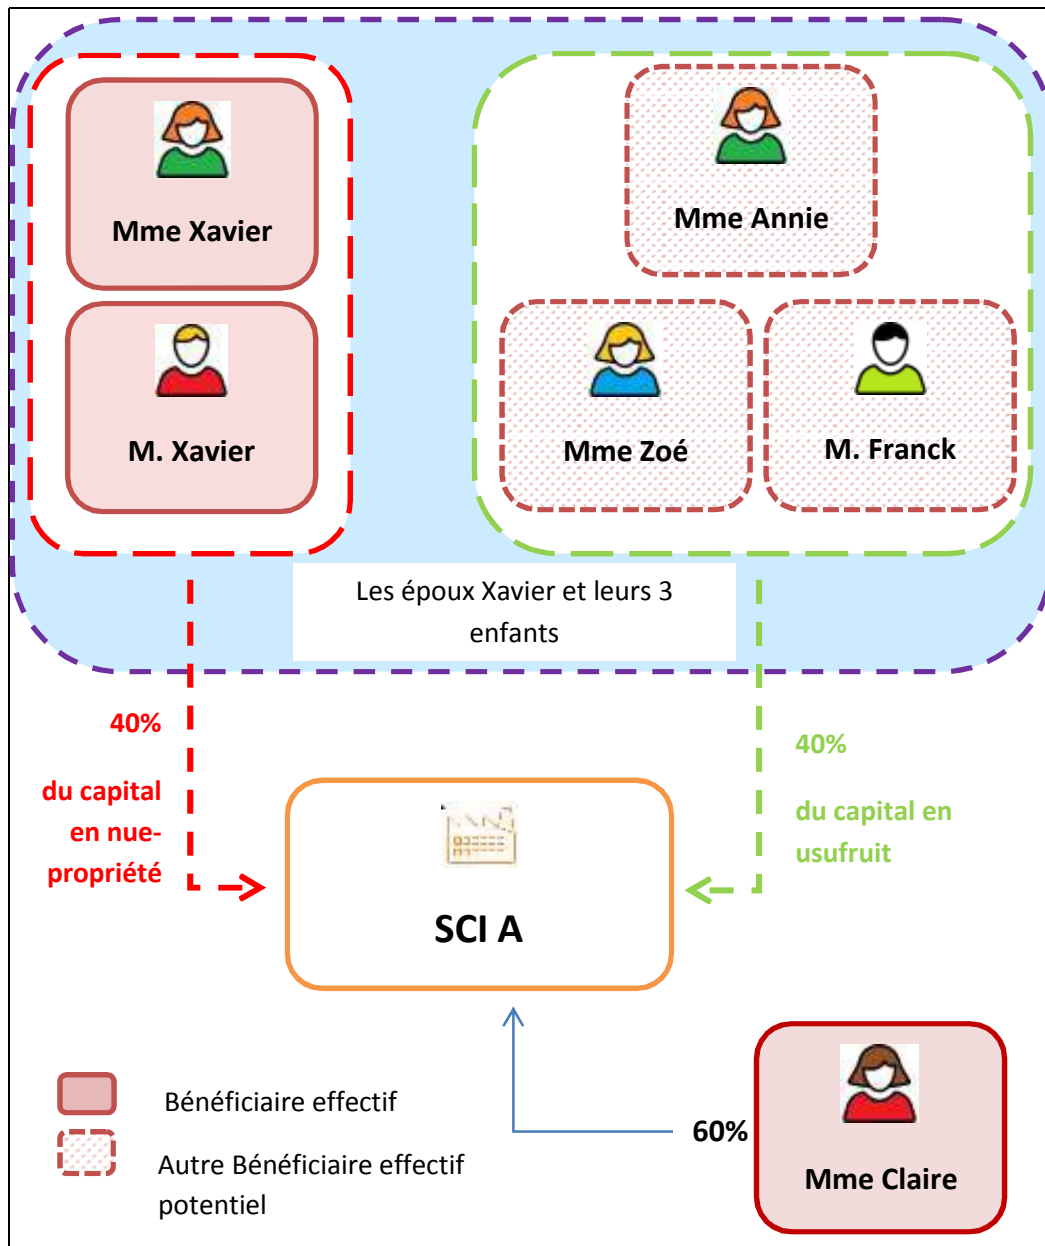 Mme Xavier
M. Xavier
Mme Annie
Mme Zoé
M. Franck
Les époux Xavier et leurs 3
enfants
40%
du capital
en nue-
propriété
40%
du capital en
usufruit
SCI A
60%
Mme Claire
Bénéficiaire effectif
Autre Bénéficiaire effectif
potentiel